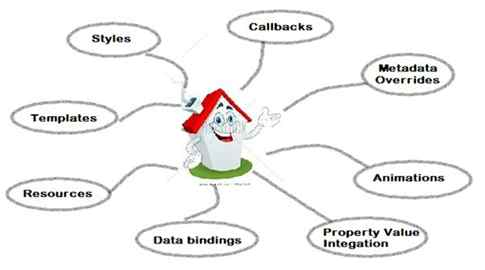 Styles
Callbacks
Metadata
Overrides
Templates
Animations
Resources
Data bindings
Property Value
Integation